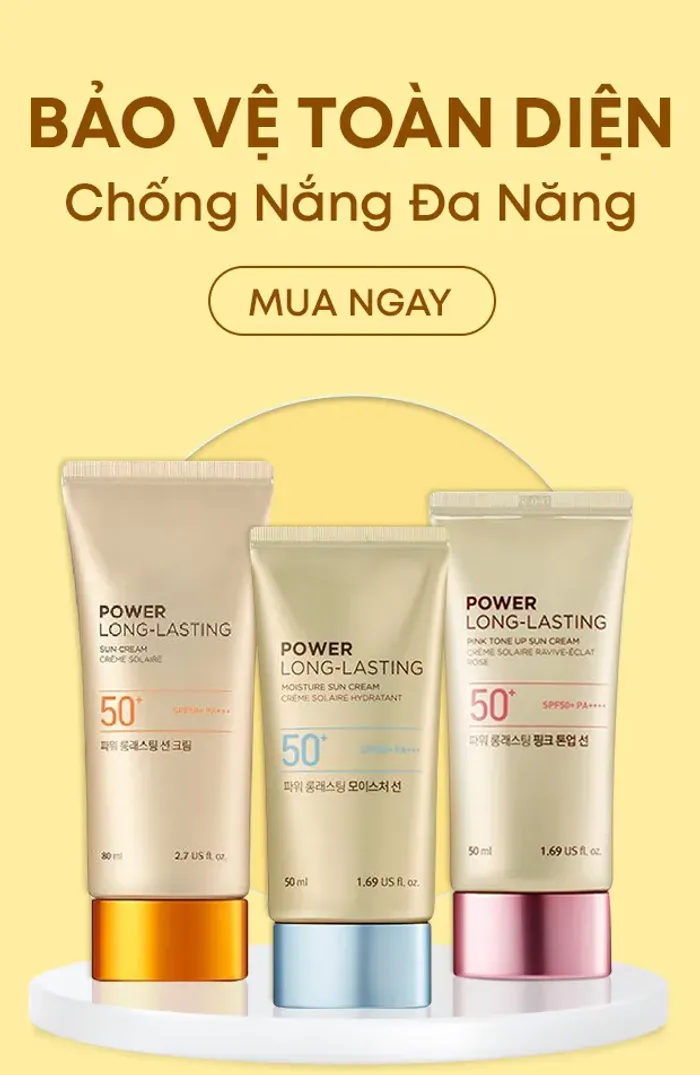 BẢO VỆ TOÀN DIỆN
Chống Nắng Đa Năng
MUA NGAY
POWER
LONG-LASTING
SUN CREAM
CRÈME SOLAIRE
50+
SPF50+ PA+++
파워 롱래스팅 선 크림
80 ml 2.7 US fl. oz.
POWER
LONG-LASTING
MOISTURE SUN CREAM
CRÈME SOLAIRE HYDRATANT
50+
SPF50+ PA+++
파워 롱래스팅 모이스처 선
50 ml 1.69 US fl. oz.
POWER
LONG-LASTING
PINK TONE UP SUN CREAM
CRÈME SOLAIRE RAVIVE-ÉCLAT
ROSE
50+
SPF50+ PA++++
파워 롱래스팅 핑크 톤업 선
50 ml 1.69 US fl. oz.